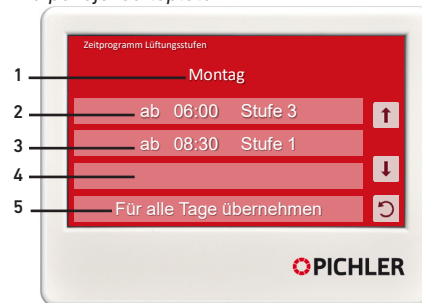 Zeitprogramm Lüftungsstufen
1 Montag
2 ab 06:00 Stufe 3
3 ab 08:30 Stufe 1
4
5 Für alle Tage übernehmen
PICHLER